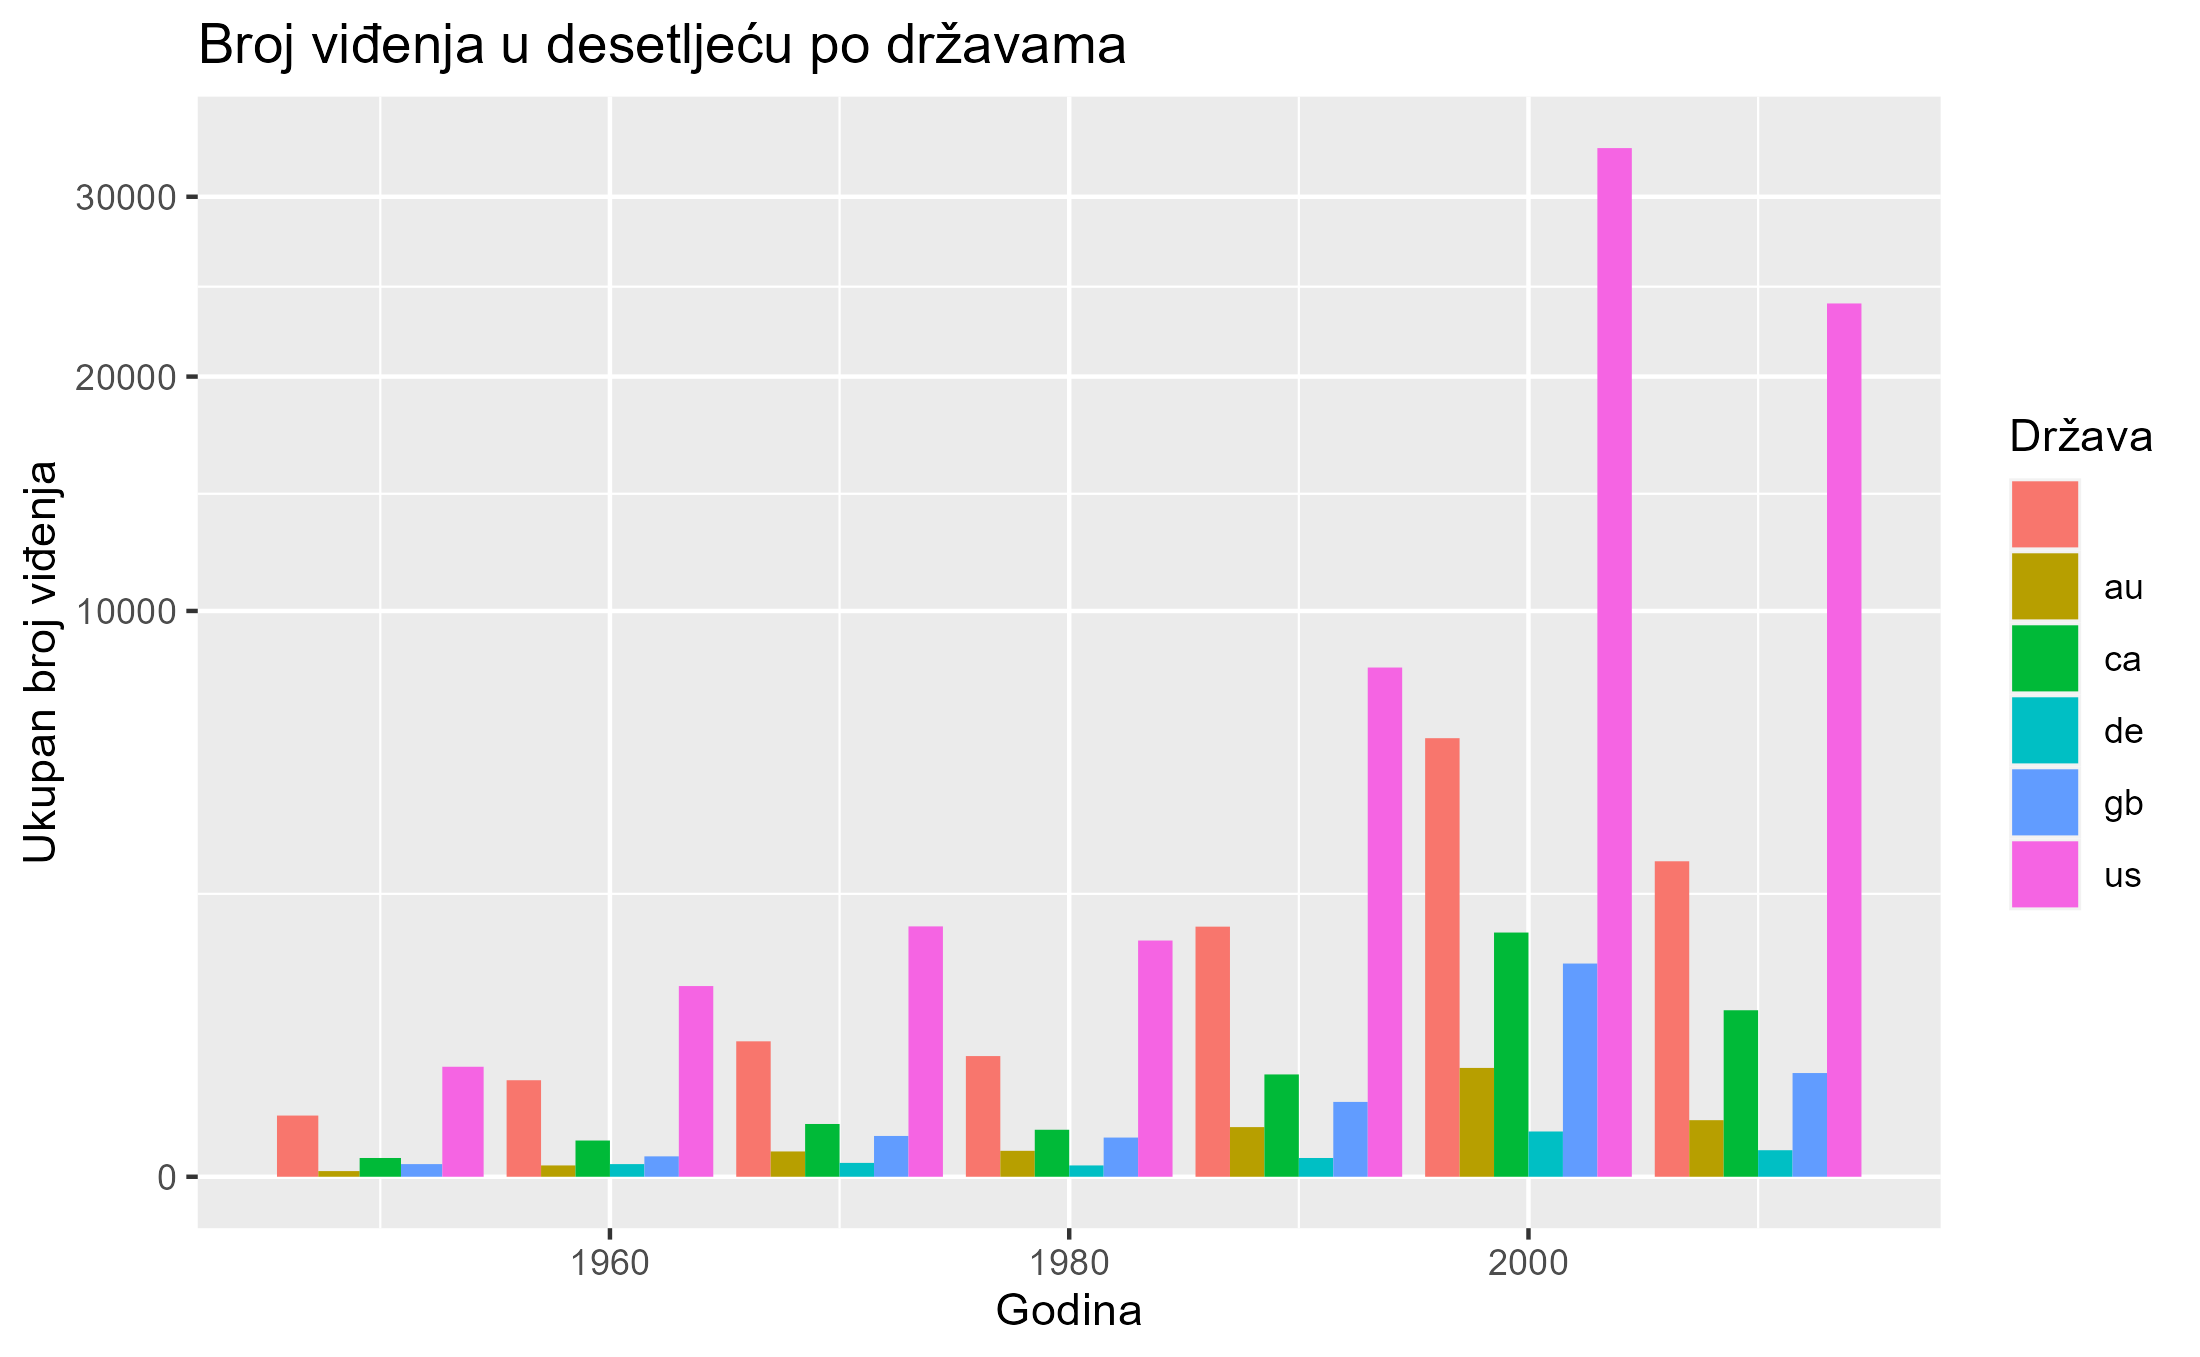 Broj viđenja u desetljeću po državama
Ukupan broj viđenja
30000
20000
10000
0
1960
1980
2000
Godina
Država
au
ca
de
gb
us